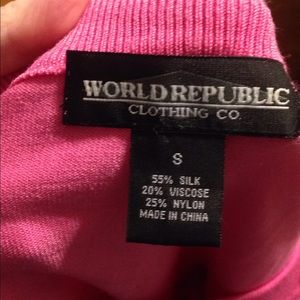 WORLD REPUBLIC
CLOTHING CO.
S
55% SILK
20% VISCOSE
25% NYLON
MADE IN CHINA